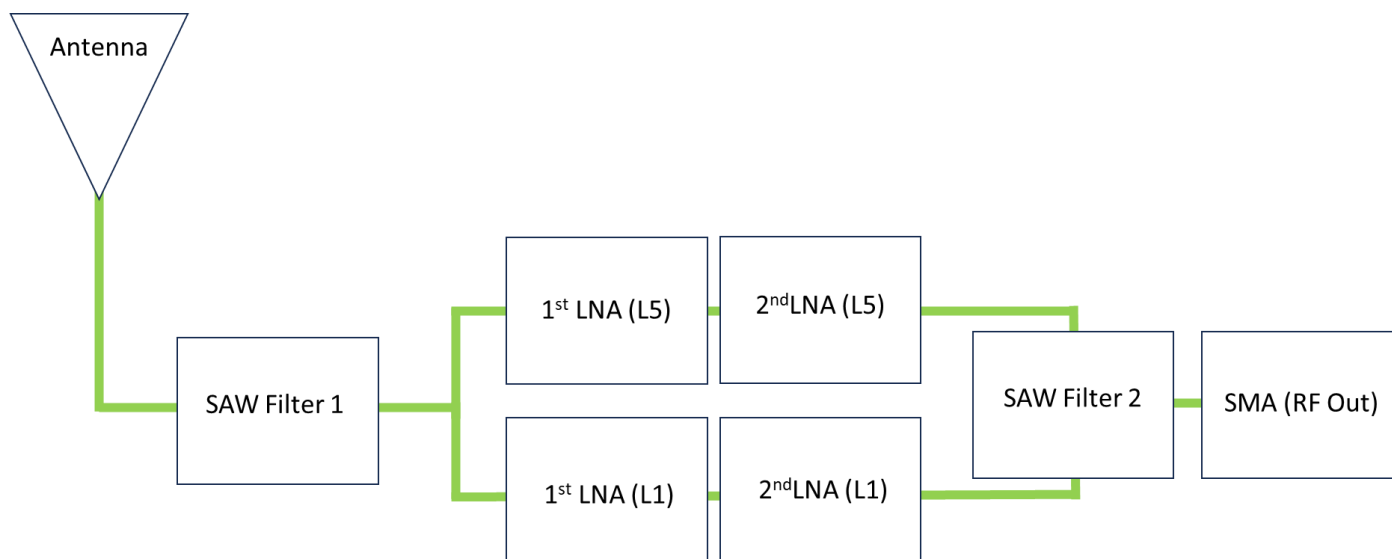 Antenna
1st LNA (L5)
2ndLNA (L5)
SAW Filter 1
SAW Filter 2
SMA (RF Out)
1st LNA (L1)
2ndLNA (L1)